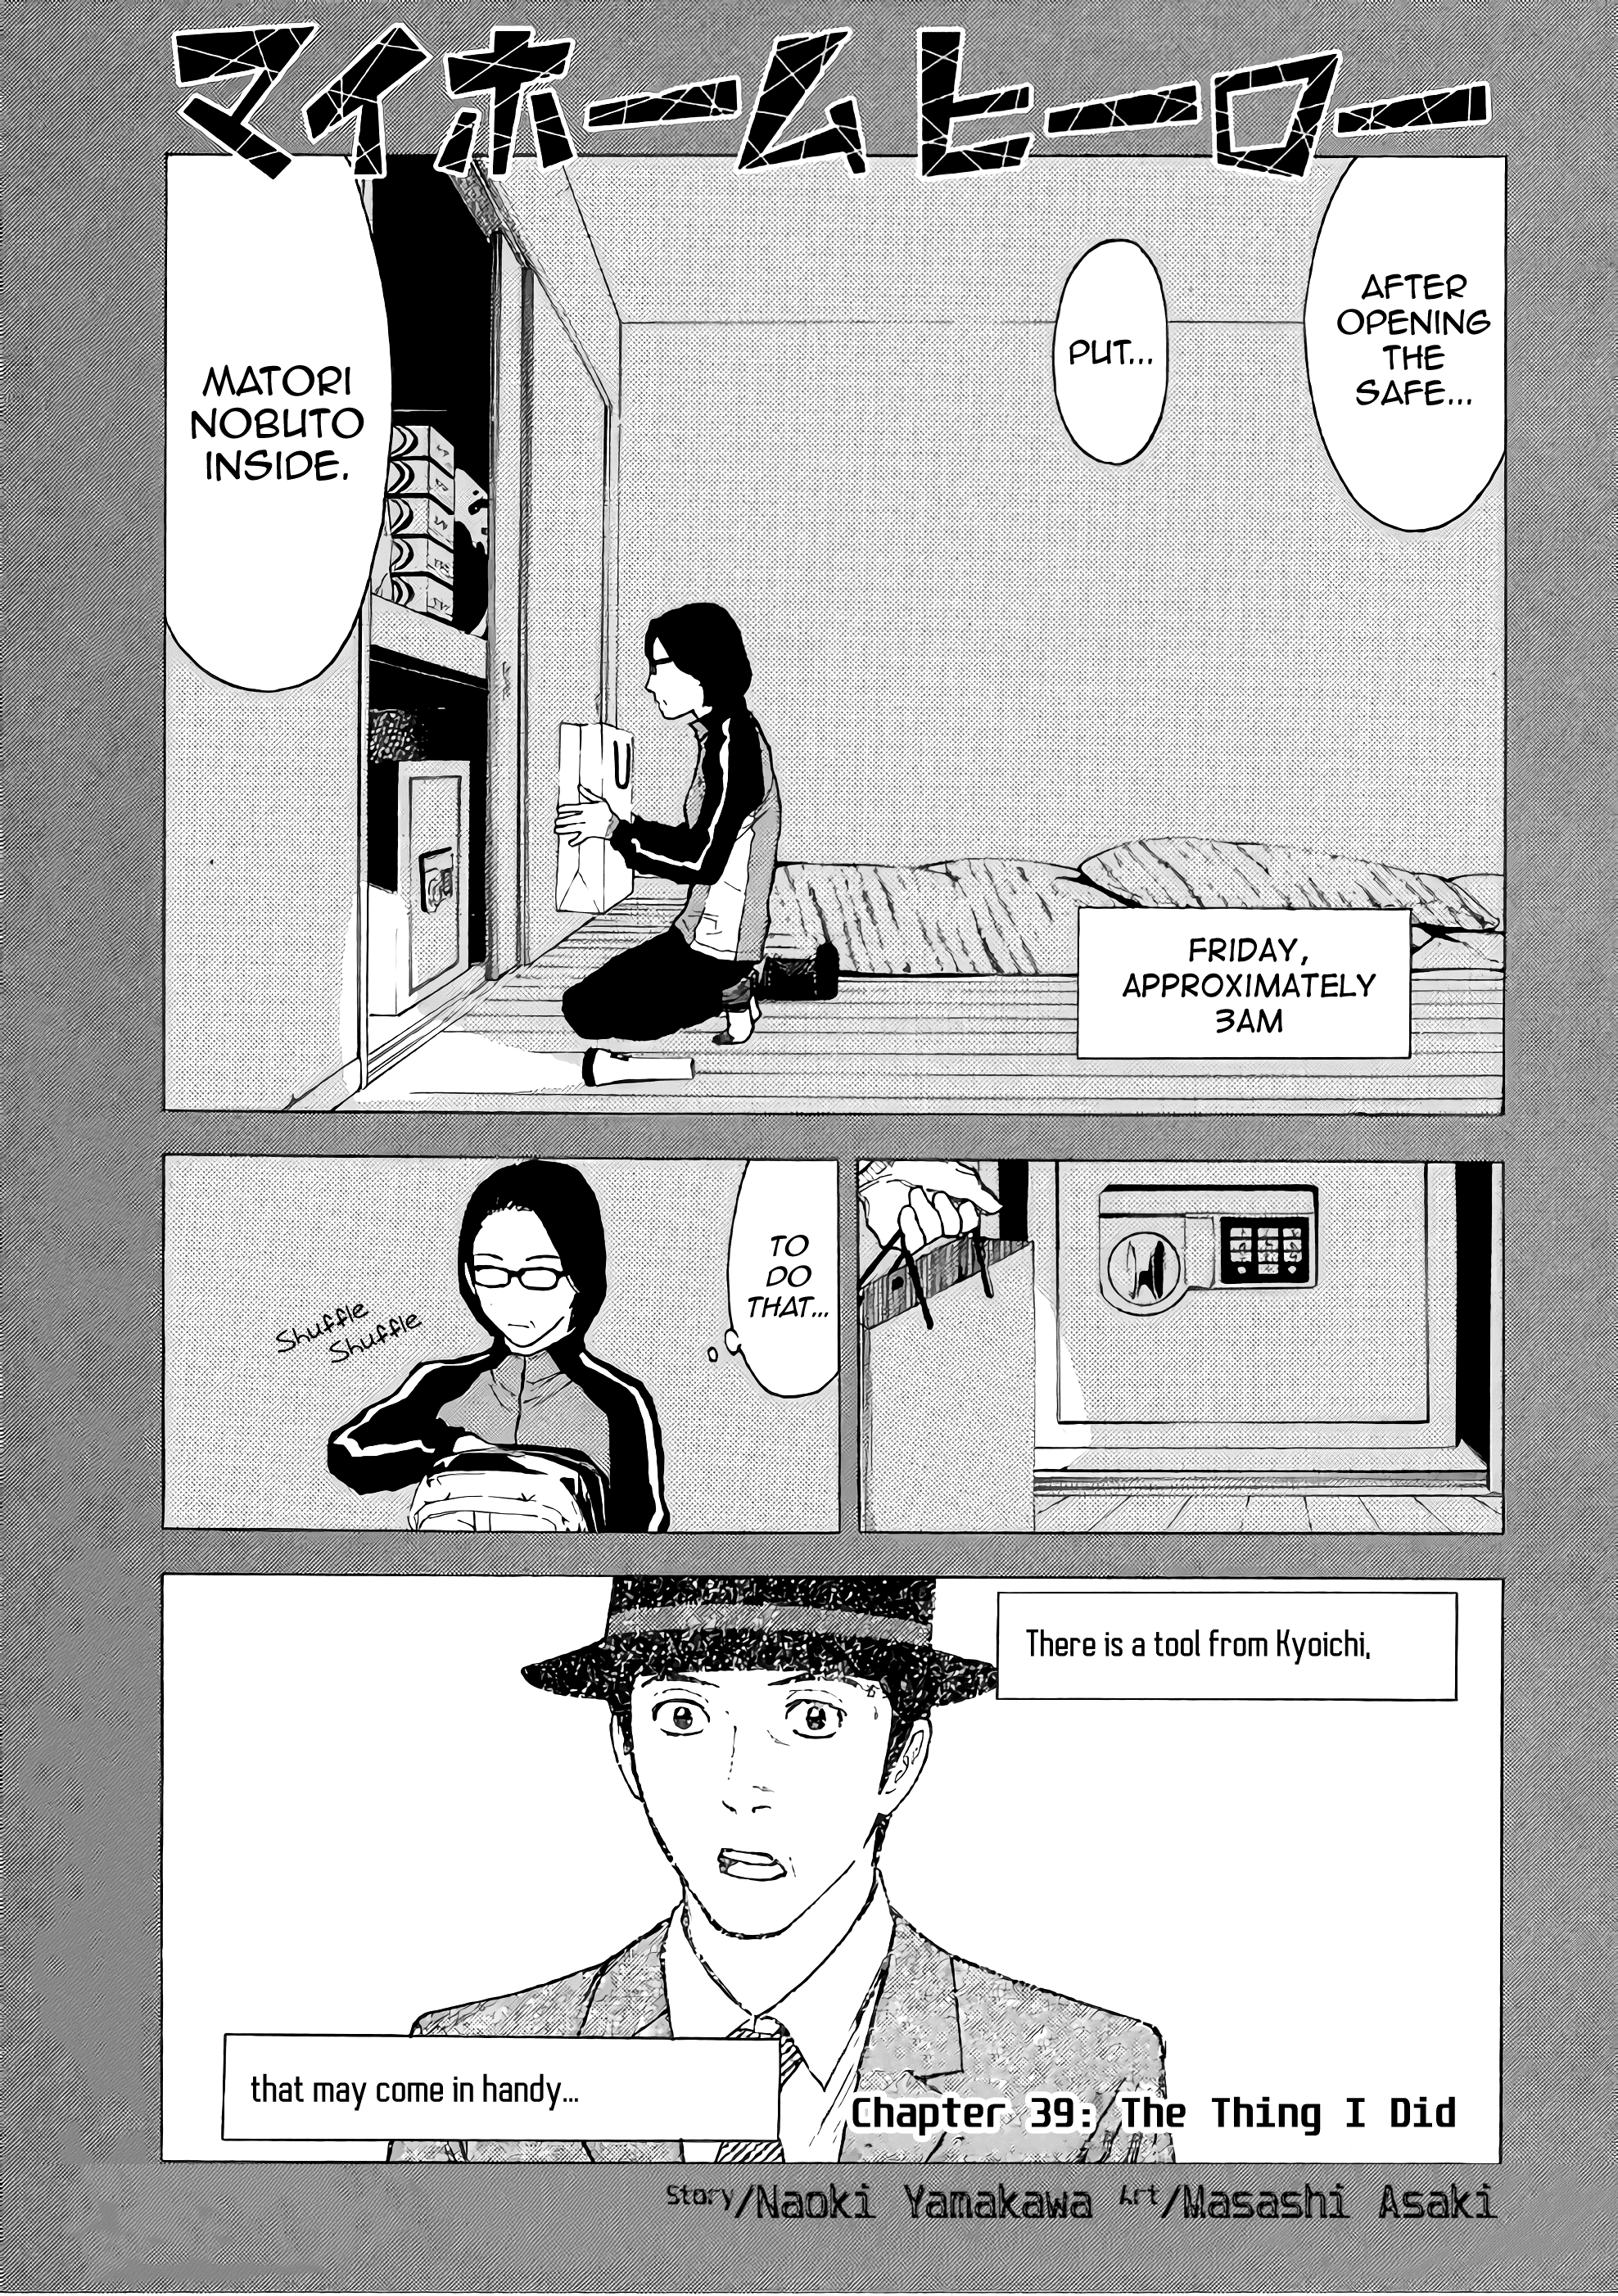 マイホームヒーロー
AFTER
OPENING
THE
SAFE...
PUT...
MATORI
NOBUTO
INSIDE.
FRIDAY,
APPROXIMATELY
3AM
TO
DO
THAT...
Shuffle
Shuffle
There is a tool from Kyoichi,
that may come in handy...
Chapter 39: The Thing I Did
Story/Naoki Yamakawa Art/Masashi Asaki